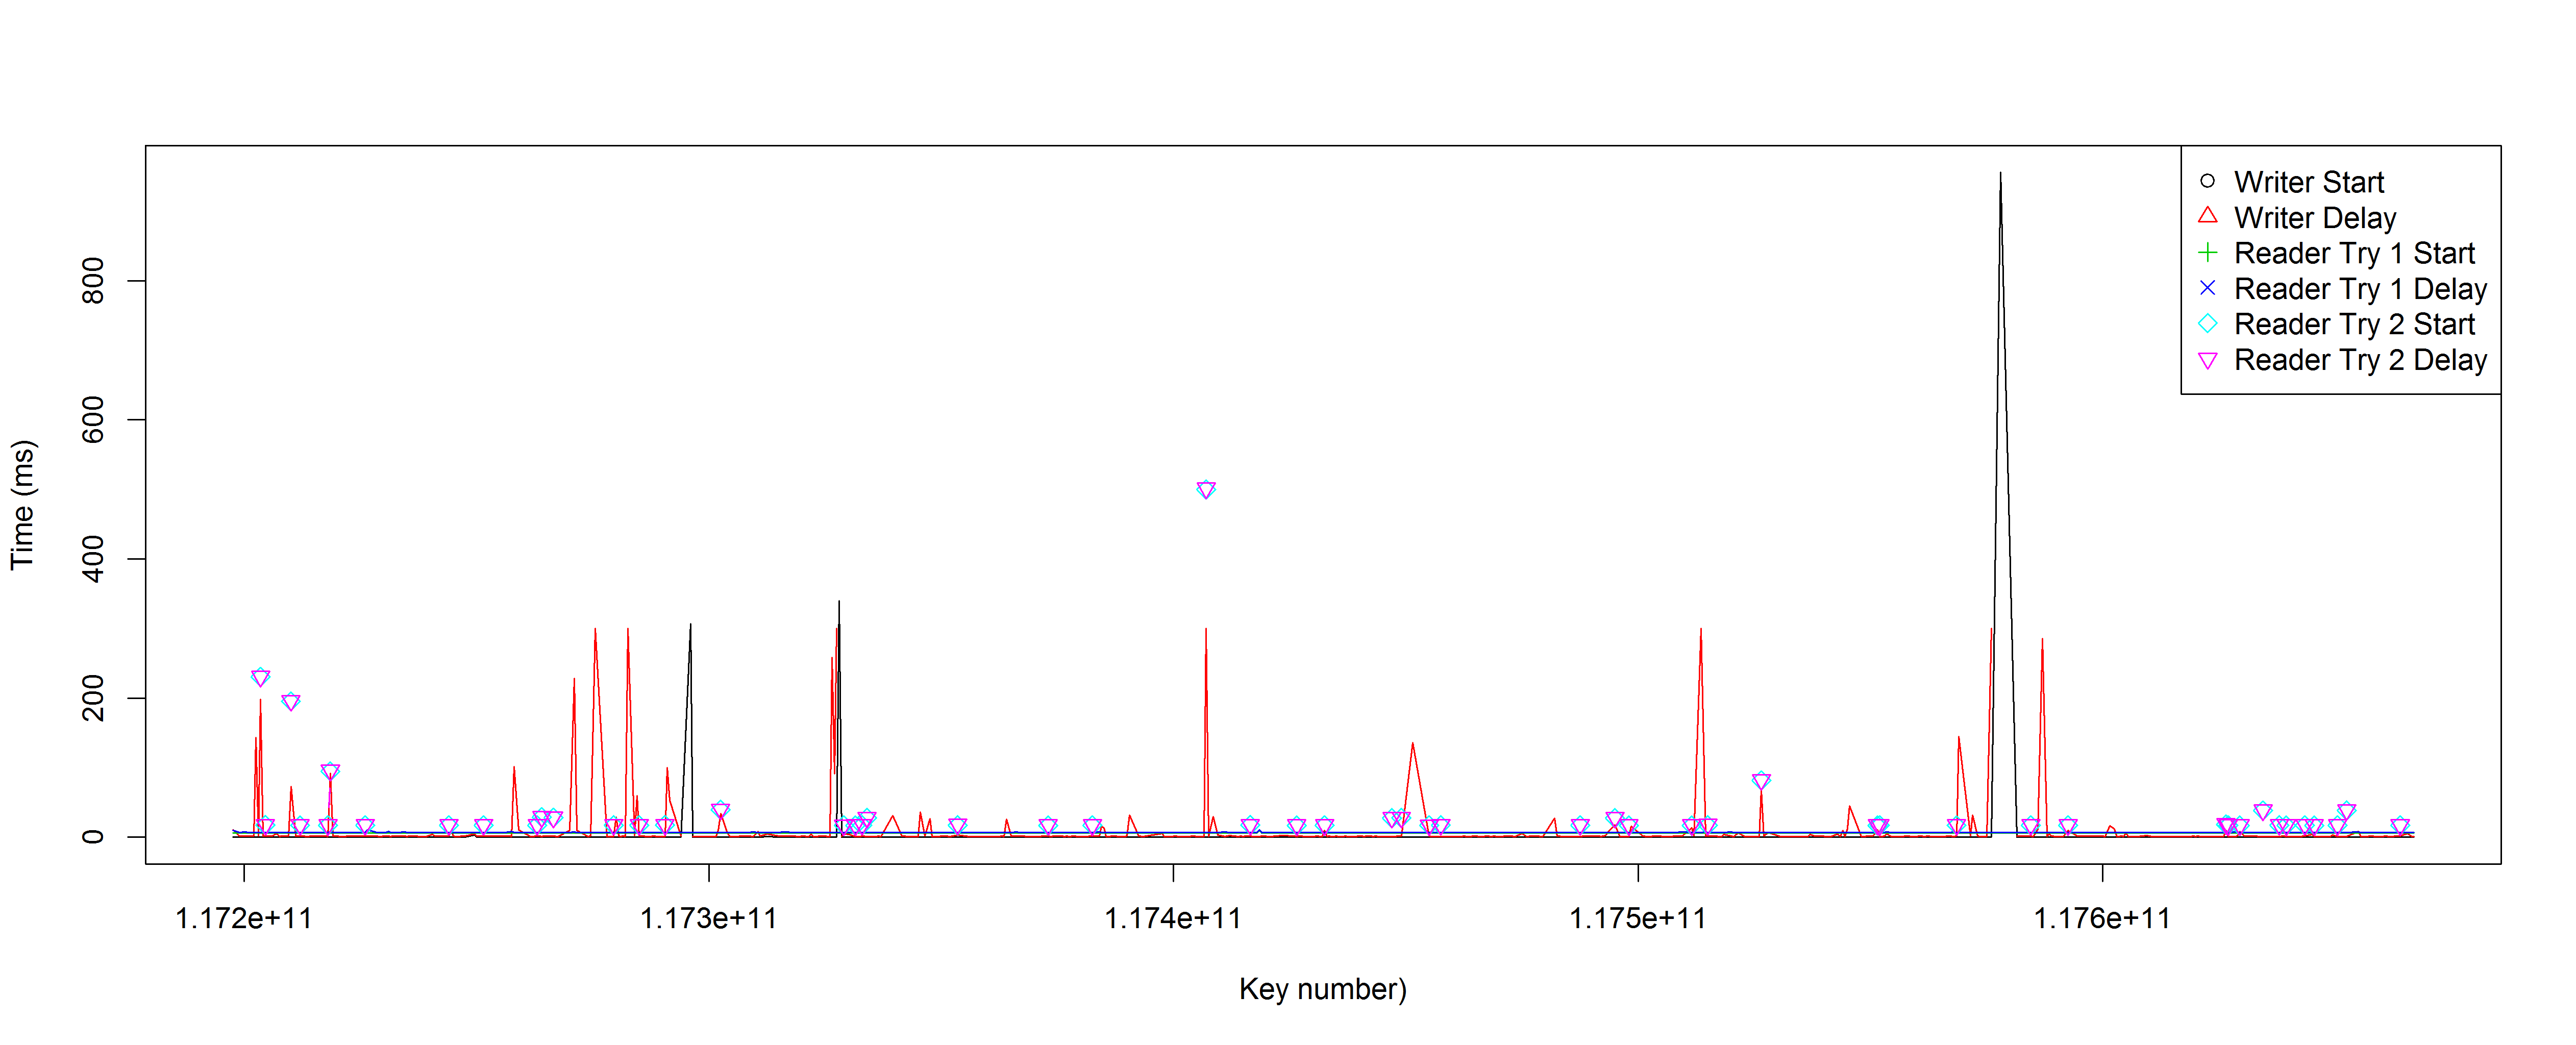 Writer Start
Writer Delay
Reader Try 1 Start
Reader Try 1 Delay
Reader Try 2 Start
Reader Try 2 Delay
Time (ms)
800
600
400
200
0
1.172e+11 1.173e+11 1.174e+11 1.175e+11 1.176e+11
Key number)